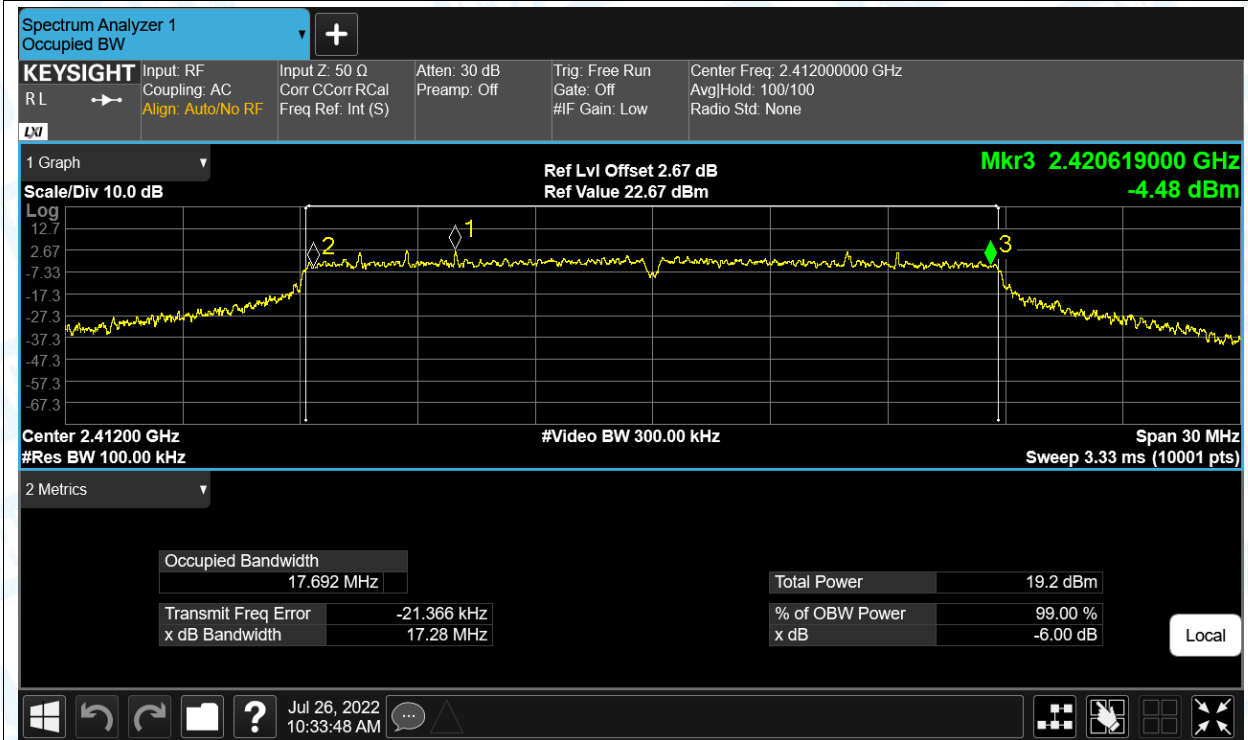 Spectrum Analyzer 1
Occupied BW
KEYSIGHT
R L
LXI
Input: RF
Coupling: AC
Align: Auto/No RF
Input Z: 50 Ω
Corr CCorr RCal
Freq Ref: Int (S)
Atten: 30 dB
Preamp: Off
Trig: Free Run
Gate: Off
#IF Gain: Low
Center Freq: 2.412000000 GHz
Avg|Hold: 100/100
Radio Std: None
1 Graph
Scale/Div 10.0 dB
Ref Lvl Offset 2.67 dB
Ref Value 22.67 dBm
Mkr3 2.420619000 GHz
-4.48 dBm
Log
12.7
2.67
-7.33
-17.3
-27.3
-37.3
-47.3
-57.3
-67.3
2
1
3
Center 2.41200 GHz
#Video BW 300.00 kHz
Span 30 MHz
#Res BW 100.00 kHz
Sweep 3.33 ms (10001 pts)
2 Metrics
Occupied Bandwidth
17.692 MHz
Total Power 19.2 dBm
Transmit Freq Error -21.366 kHz
% of OBW Power 99.00 %
x dB Bandwidth 17.28 MHz
x dB -6.00 dB
Local
?
Jul 26, 2022
10:33:48 AM